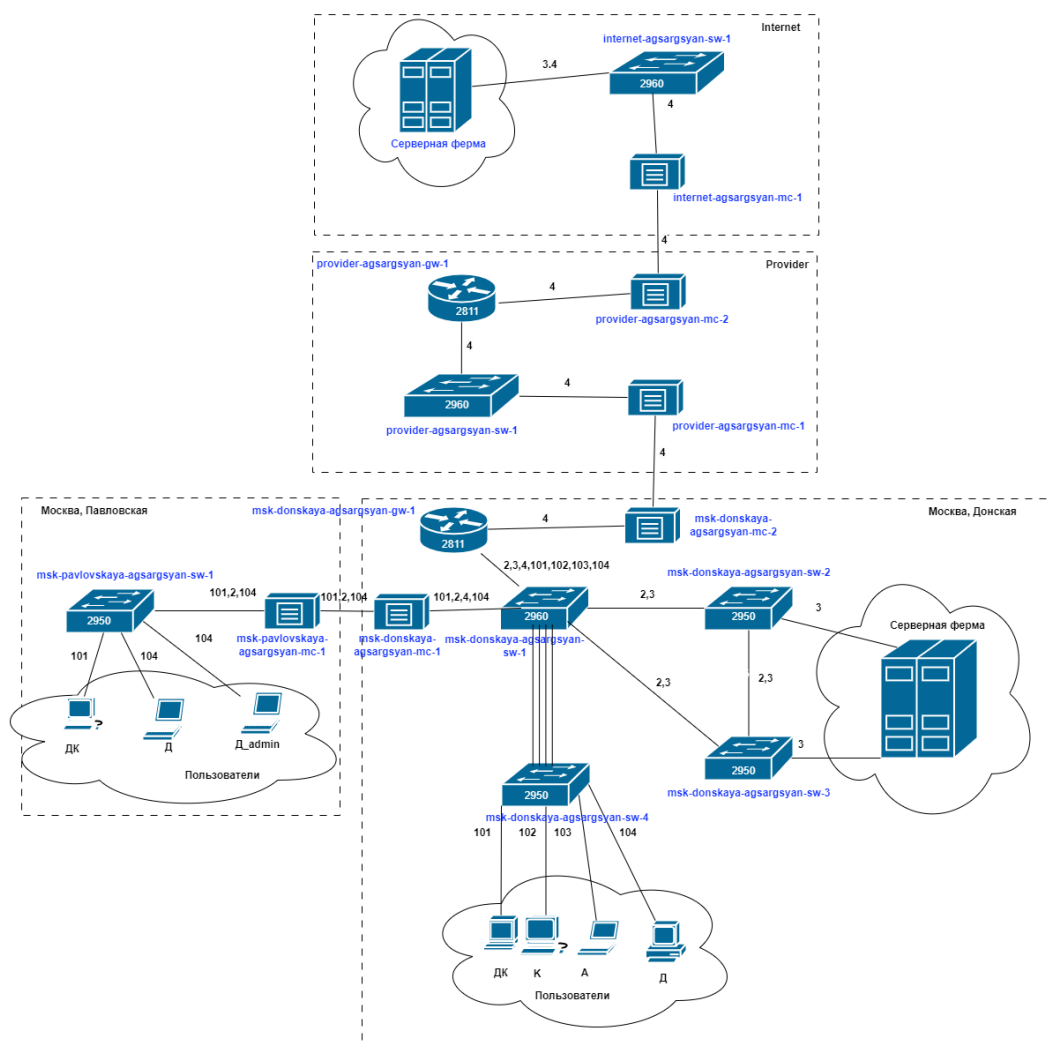 Internet
internet-agsargsyan-sw-1
3.4
2960
4
Серверная ферма
internet-agsargsyan-mc-1
4
Provider
provider-agsargsyan-gw-1
4
2811
provider-agsargsyan-mc-2
4
4
2960
provider-agsargsyan-sw-1
provider-agsargsyan-mc-1
4
Москва, Павловская
msk-donskaya-agsargsyan-gw-1
Москва, Донская
4
2811
msk-donskaya-
agsargsyan-mc-2
2,3,4,101,102,103,104
msk-pavlovskaya-agsargsyan-sw-1
msk-donskaya-agsargsyan-sw-2
101,2,104
101,2,104
101,2,4,104
2,3
3
2950
2960
2950
Серверная ферма
msk-pavlovskaya-
agsargsyan-mc-1
msk-donskaya-
agsargsyan-mc-1
msk-donskaya-agsargsyan-
sw-1
104
101
104
2,3
2,3
ДК
?
Д
Д_admin
Пользователи
3
2950
msk-donskaya-agsargsyan-sw-3
2950
msk-donskaya-agsargsyan-sw-4
101
102
103
104
?
ДК
К
А
Д
Пользователи